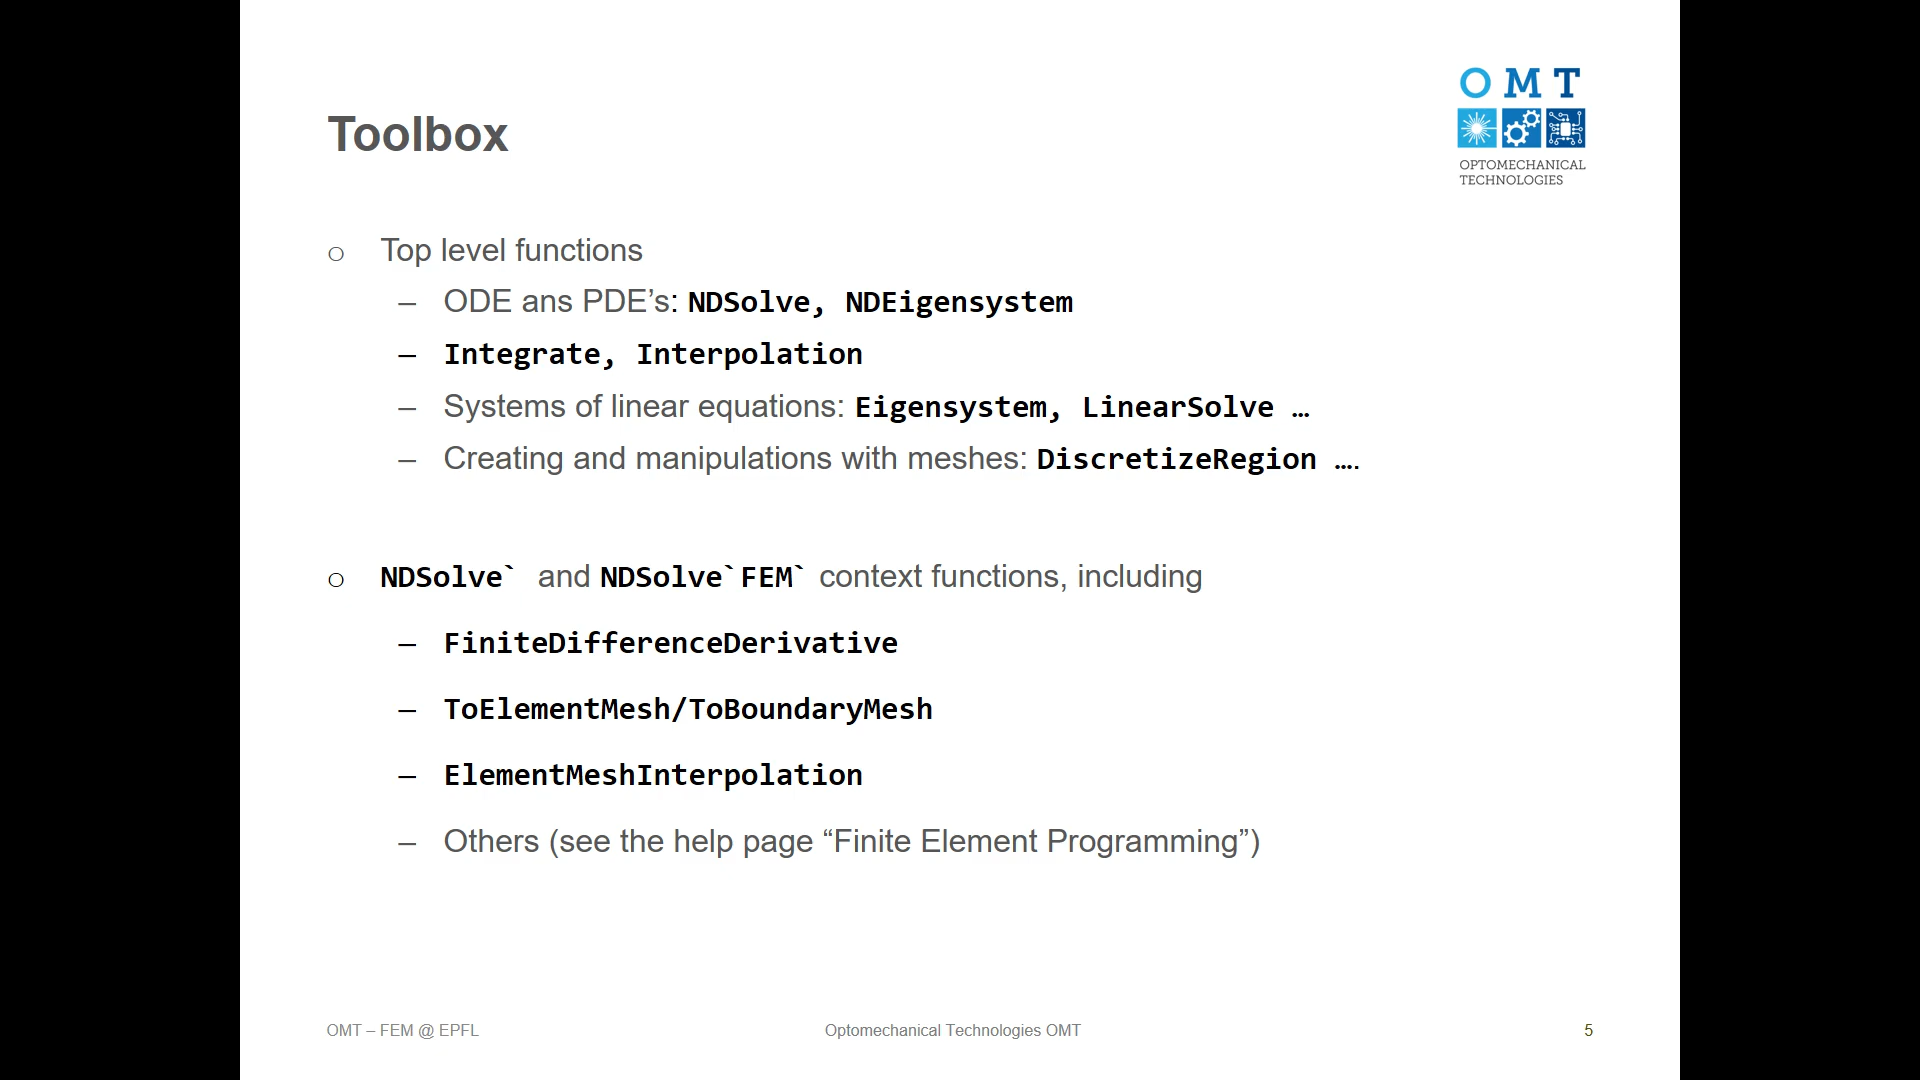 O M T
OPTOMECHANICAL
TECHNOLOGIES
Toolbox
o Top level functions
– ODE ans PDE’s: NDSolve, NDEigensystem
– Integrate, Interpolation
– Systems of linear equations: Eigensystem, LinearSolve …
– Creating and manipulations with meshes: DiscretizeRegion ….
o NDSolve` and NDSolve`FEM` context functions, including
– FiniteDifferenceDerivative
– ToElementMesh/ToBoundaryMesh
– ElementMeshInterpolation
– Others (see the help page “Finite Element Programming”)
OMT – FEM @ EPFL
Optomechanical Technologies OMT
5